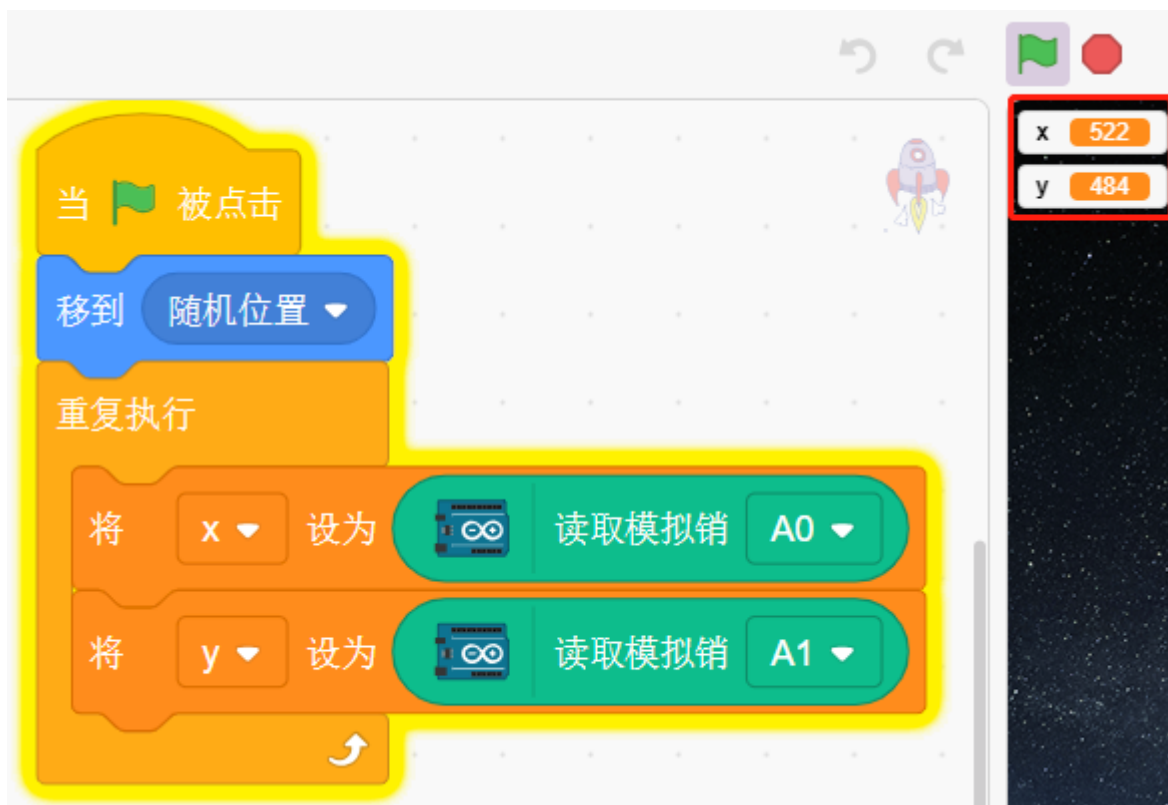 x 522
y 484
当 被点击
移到 随机位置
重复执行
将 x 设为 读取模拟销 A0
将 y 设为 读取模拟销 A1